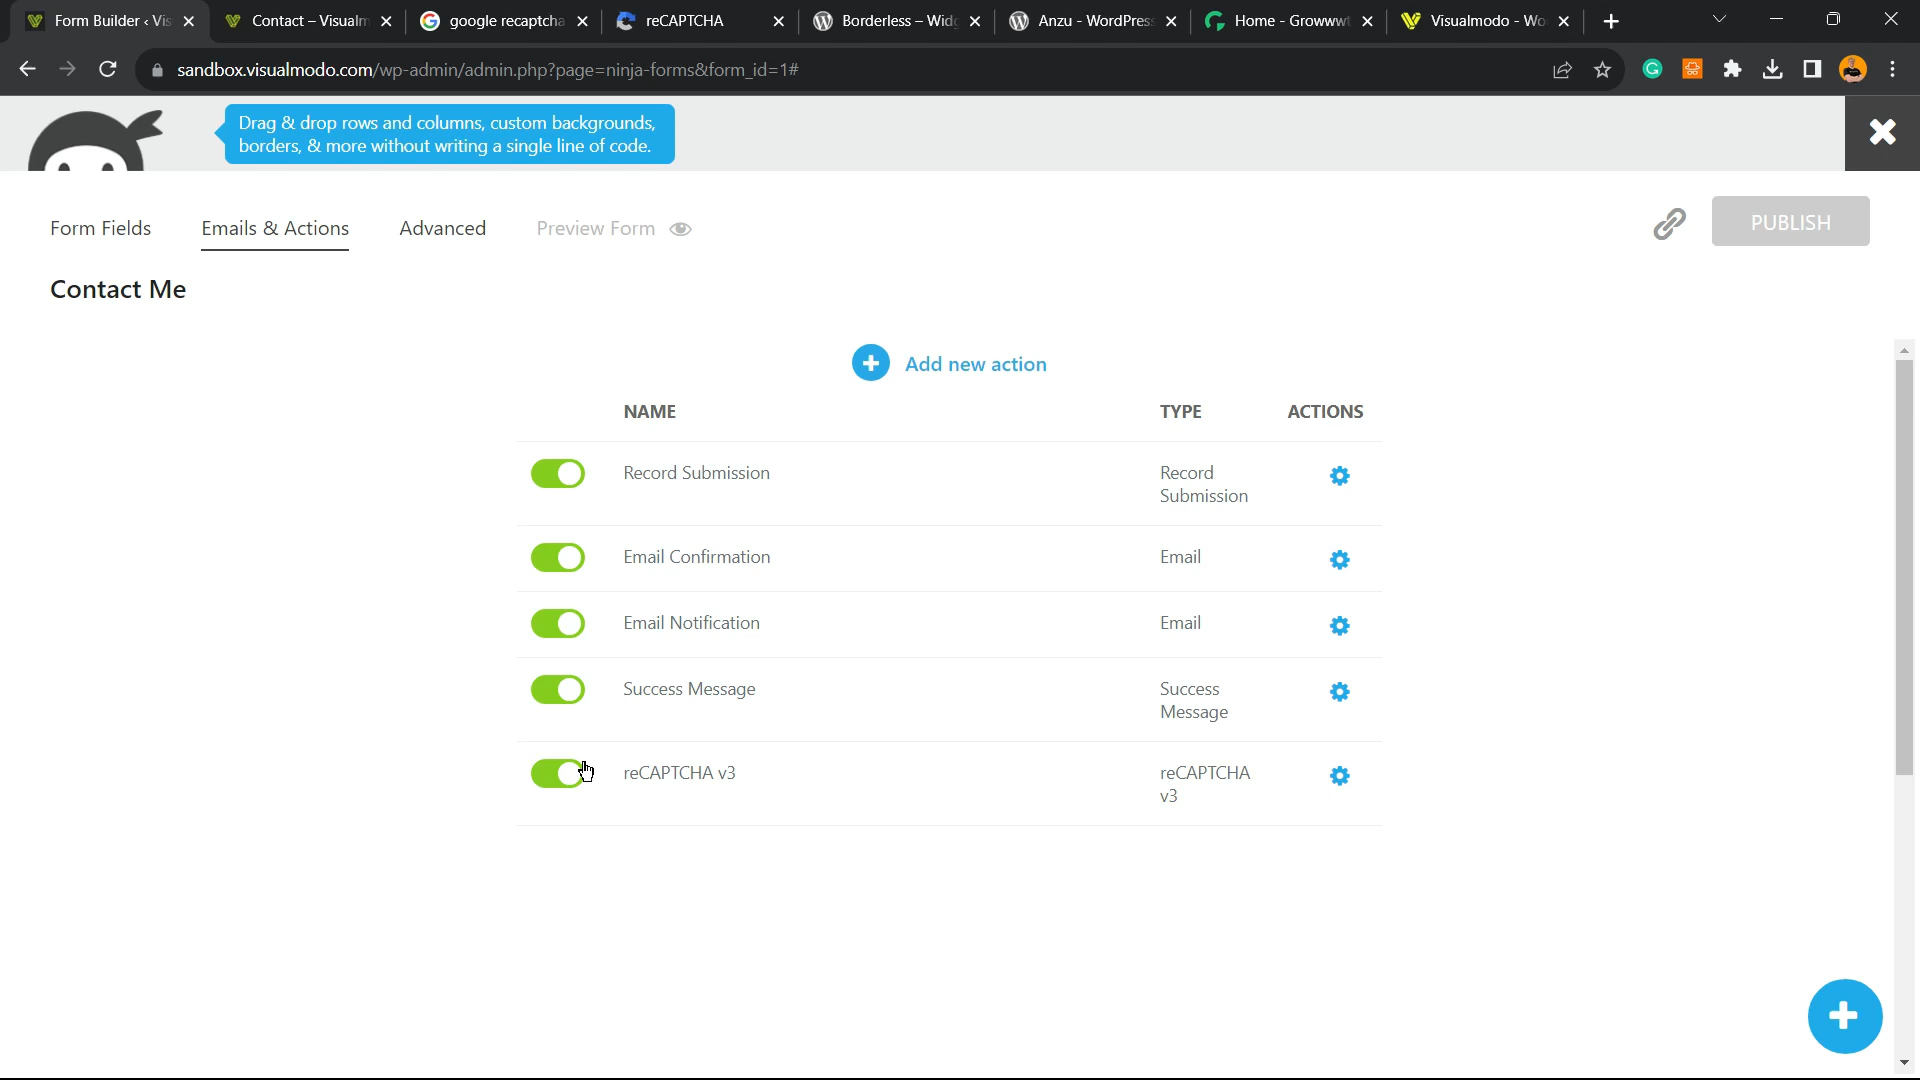 Form Builder ‹ Vis
Contact – Visualm
google recaptcha
reCAPTCHA
Borderless – Widg
Anzu - WordPress
Home - Growwwt
Visualmodo - Wo
sandbox.visualmodo.com/wp-admin/admin.php?page=ninja-forms&form_id=1#
Drag & drop rows and columns, custom backgrounds,
borders, & more without writing a single line of code.
Form Fields
Emails & Actions
Advanced
Preview Form
PUBLISH
Contact Me
Add new action
NAME TYPE ACTIONS
Record Submission
Record
Submission
Email Confirmation
Email
Email Notification
Email
Success Message
Success
Message
reCAPTCHA v3
reCAPTCHA
v3